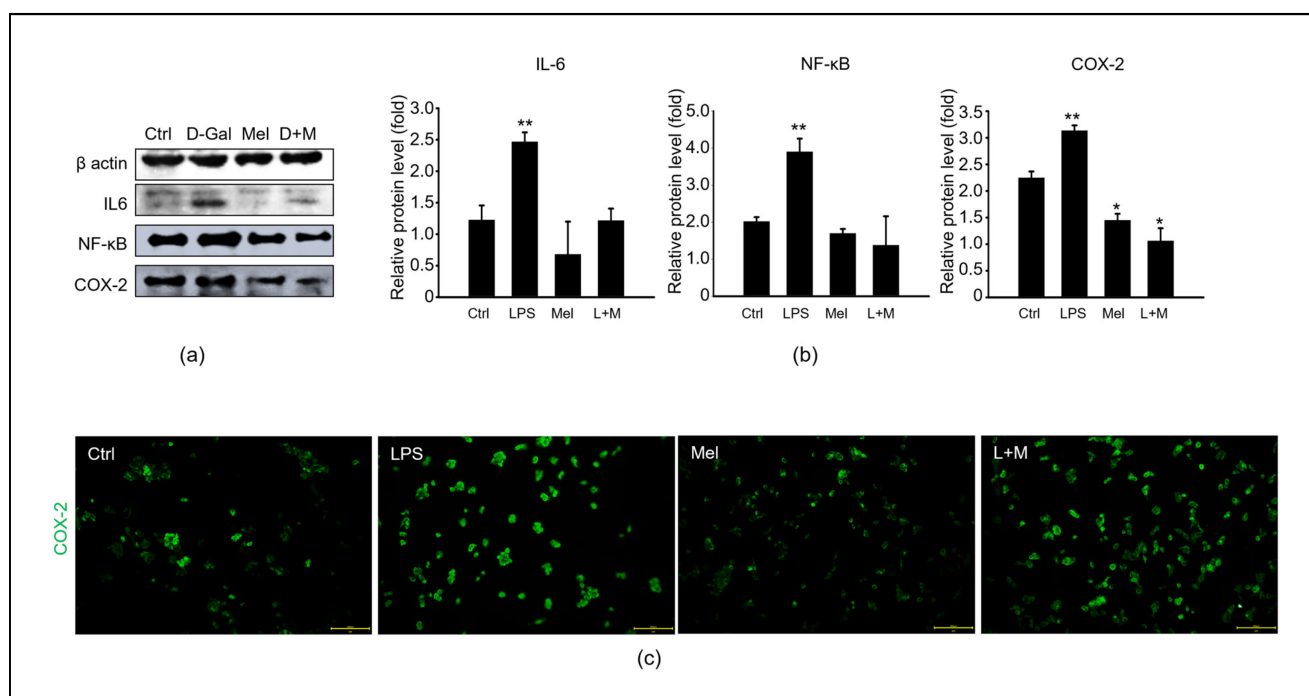 Ctrl D-Gal Mel D+M
β actin
IL6
NF-κB
COX-2
(a)
IL-6
Relative protein level (fold)
3.0
2.5
2.0
1.5
1.0
0.5
0
**
Ctrl LPS Mel L+M
NF-κB
Relative protein level (fold)
5.0
4.0
3.0
2.0
1.0
0
**
Ctrl LPS Mel L+M
COX-2
Relative protein level (fold)
3.5
3.0
2.5
2.0
1.5
1.0
0.5
0
**
*
*
Ctrl LPS Mel L+M
(b)
COX-2
Ctrl
LPS
Mel
L+M
(c)